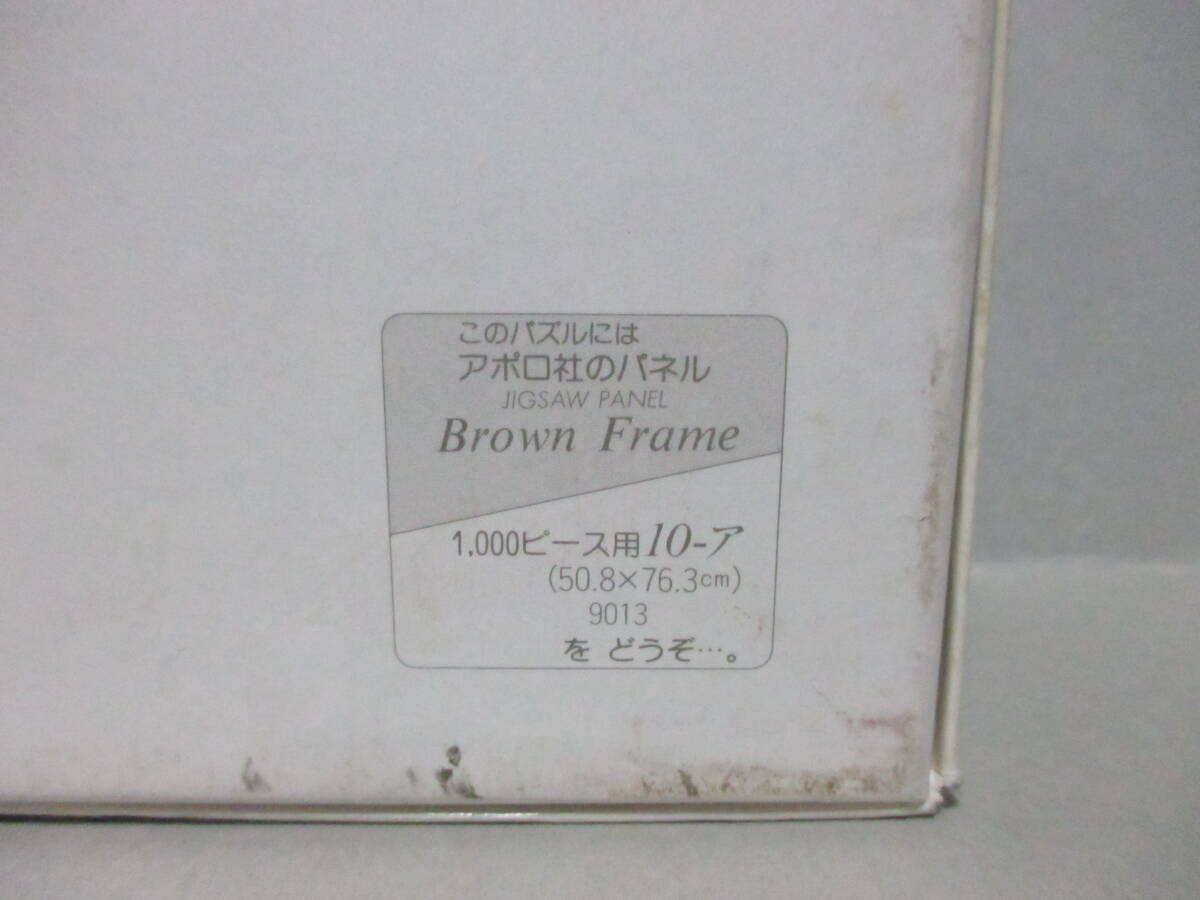 このパズルには
アポロ社のパネル
JIGSAW PANEL
Brown Frame
1,000ピース用10-ア
(50.8×76.3cm)
9013
を どうぞ…。